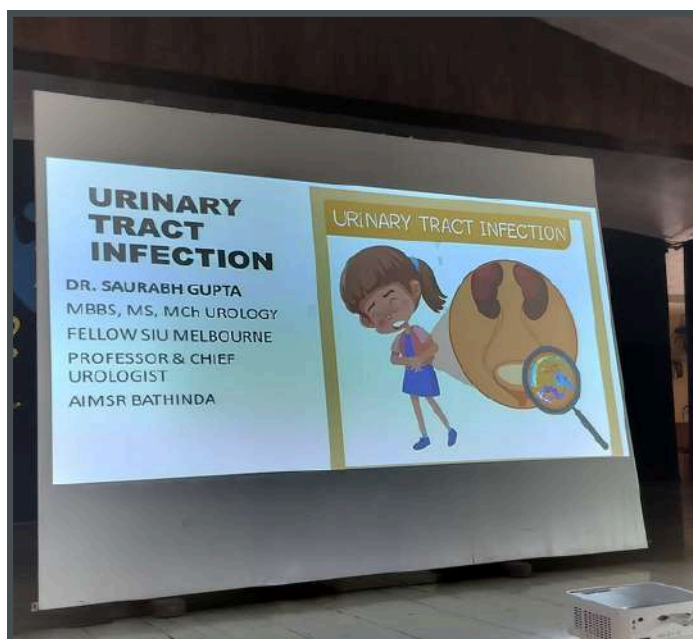 URINARY
TRACT
INFECTION
DR. SAURABH GUPTA
MBBS, MS, MCh UROLOGY
FELLOW SIU MELBOURNE
PROFESSOR & CHIEF
UROLOGIST
AIMSR BATHINDA
URINARY TRACT INFECTION